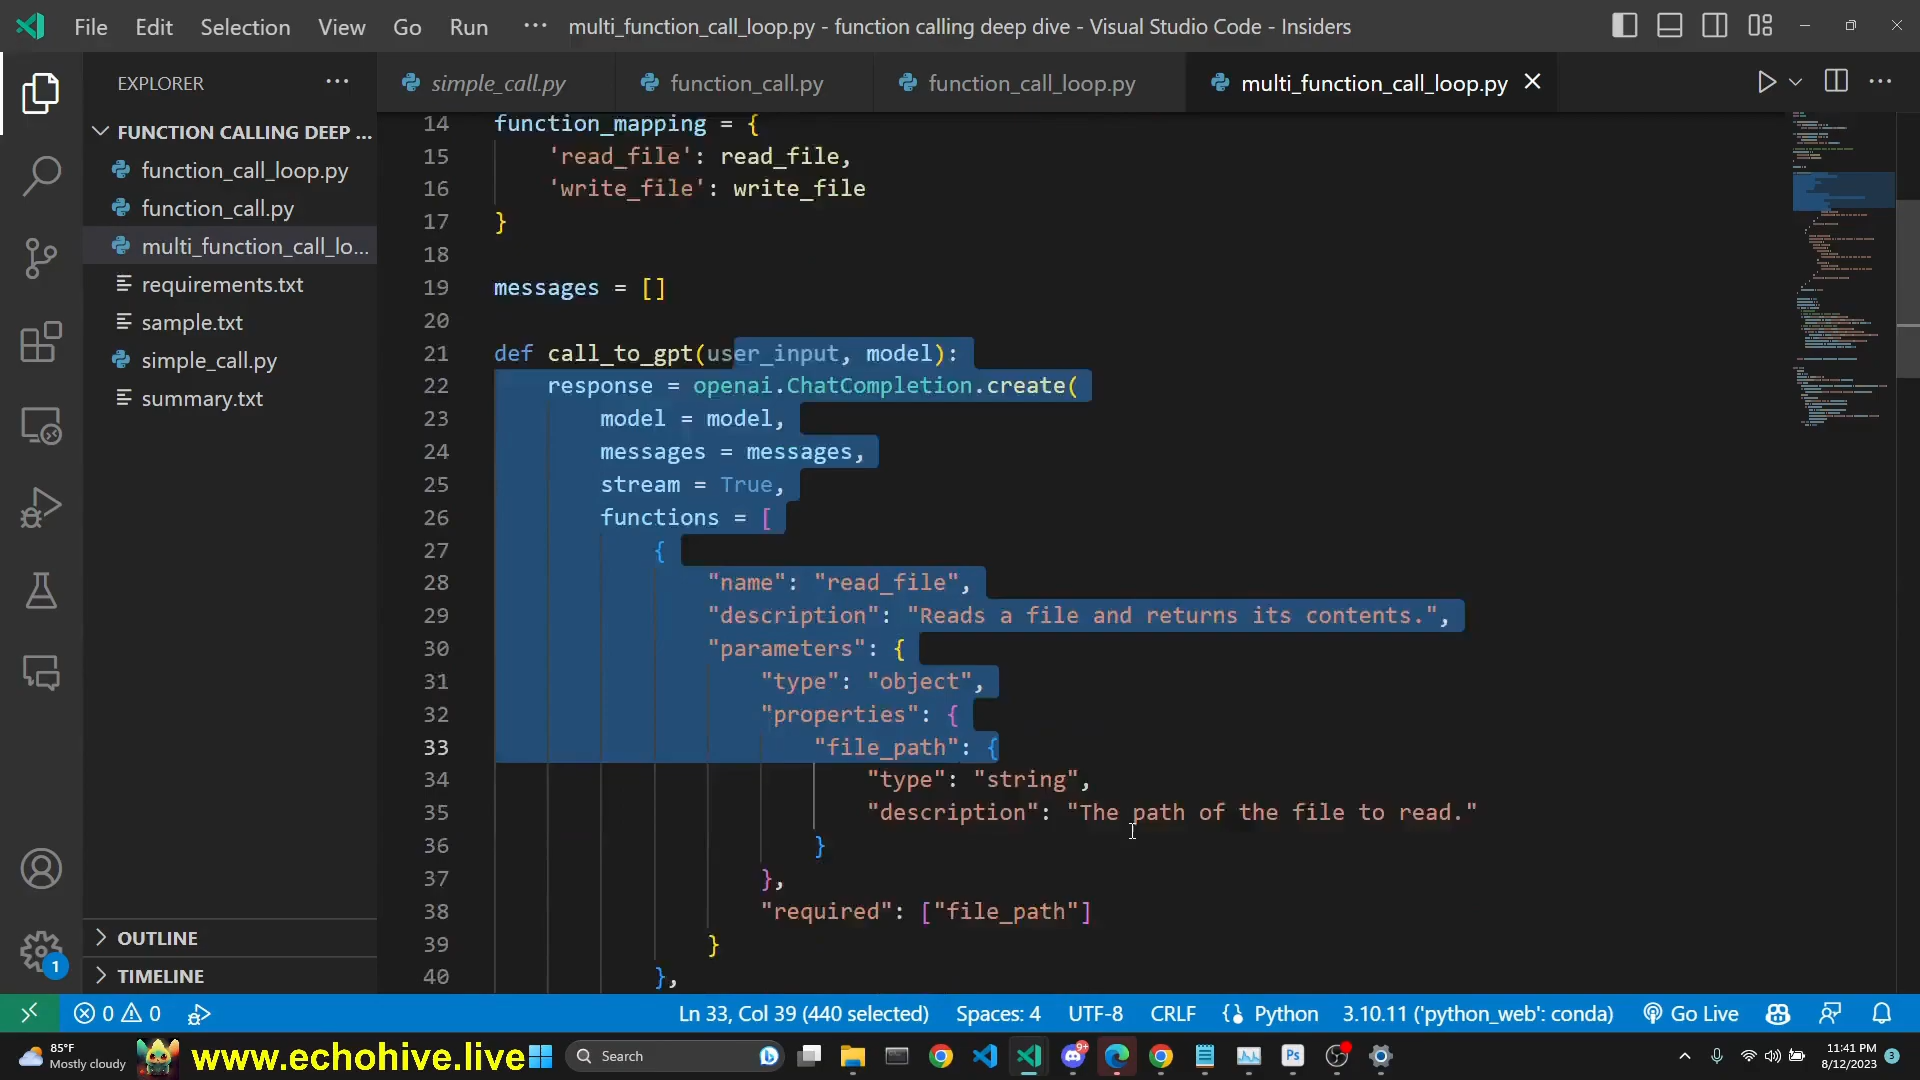 File Edit Selection View Go Run ··· multi_function_call_loop.py - function calling deep dive - Visual Studio Code - Insiders
EXPLORER ···
simple_call.py function_call.py function_call_loop.py multi_function_call_loop.py
FUNCTION CALLING DEEP ...
function_call_loop.py
function_call.py
multi_function_call_lo...
requirements.txt
sample.txt
simple_call.py
summary.txt
OUTLINE
TIMELINE
14 function_mapping = {
15 'read_file': read_file,
16 'write_file': write_file
17 }
18
19 messages = []
20
21 def call_to_gpt(user_input, model):
22 response = openai.ChatCompletion.create(
23 model = model,
24 messages = messages,
25 stream = True,
26 functions = [
27 {
28 "name": "read_file",
29 "description": "Reads a file and returns its contents.",
30 "parameters": {
31 "type": "object",
32 "properties": {
33 "file_path": {
34 "type": "string",
35 "description": "The path of the file to read."
36 }
37 },
38 "required": ["file_path"]
39 }
40 },
1
0 0 Ln 33, Col 39 (440 selected) Spaces: 4 UTF-8 CRLF Python 3.10.11 ('python_web': conda) Go Live
85°F
Mostly cloudy
www.echohive.live
Search
9+
Ps
11:41 PM
8/12/2023
3